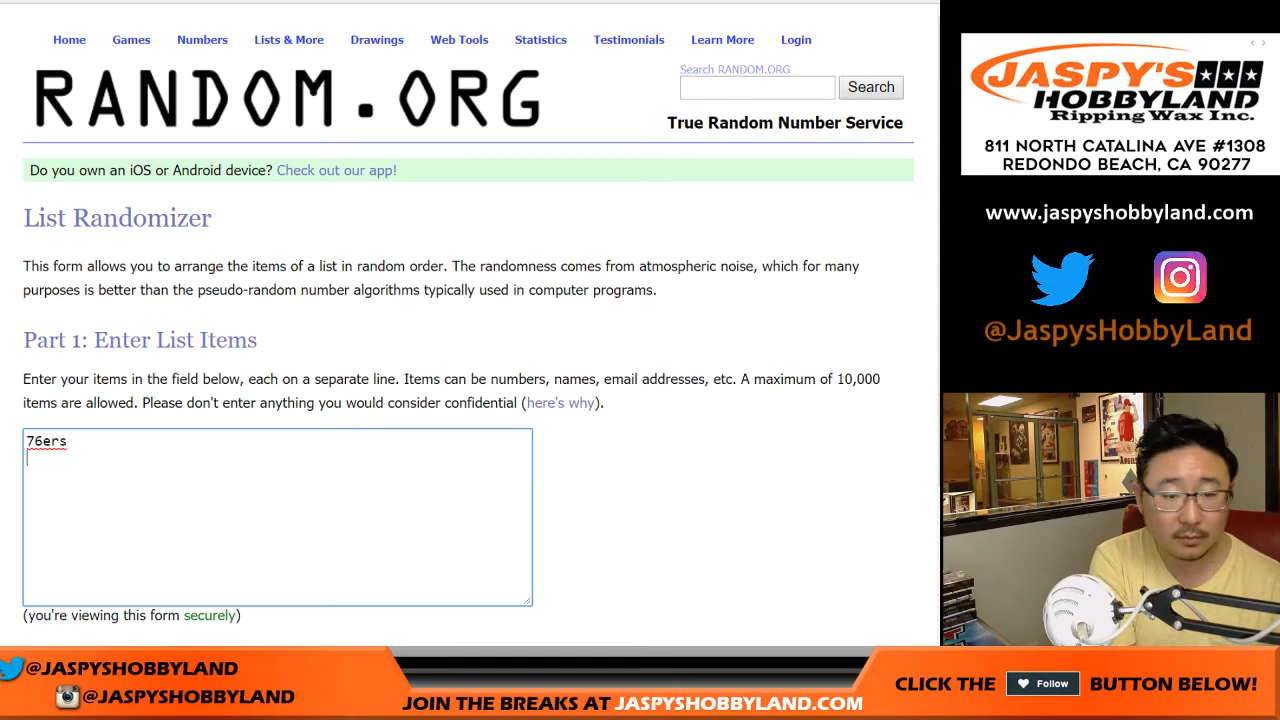 Home Games Numbers Lists & More Drawings Web Tools Statistics Testimonials Learn More Login
RANDOM.ORG
Search RANDOM.ORG
Search
True Random Number Service
Do you own an iOS or Android device? Check out our app!
List Randomizer
This form allows you to arrange the items of a list in random order. The randomness comes from atmospheric noise, which for many
purposes is better than the pseudo-random number algorithms typically used in computer programs.
Part 1: Enter List Items
Enter your items in the field below, each on a separate line. Items can be numbers, names, email addresses, etc. A maximum of 10,000
items are allowed. Please don't enter anything you would consider confidential (here's why).
76ers
(you're viewing this form securely)
JASPY'S
HOBBYLAND
Ripping Wax Inc.
811 NORTH CATALINA AVE #1308
REDONDO BEACH, CA 90277
www.jaspyshobbyland.com
@JaspysHobbyLand
ANGELS
@JASPYSHOBBYLAND
@JASPYSHOBBYLAND
JOIN THE BREAKS AT JASPYSHOBBYLAND.COM
CLICK THE Follow BUTTON BELOW!